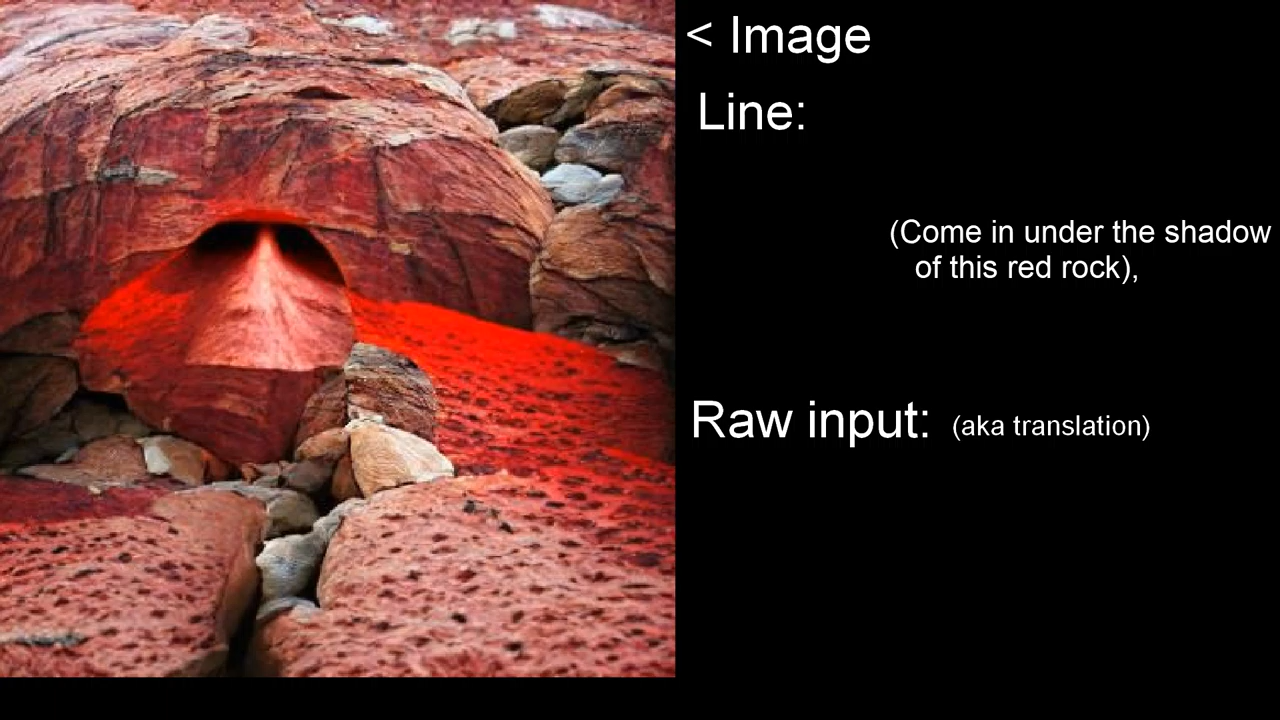 < Image
Line:
(Come in under the shadow
of this red rock),
Raw input: (aka translation)